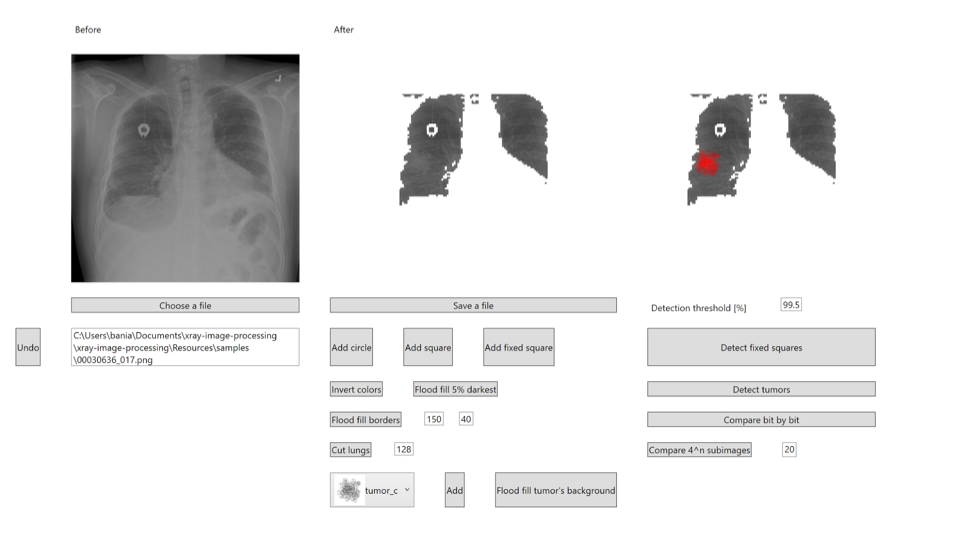 Before
After
Choose a file
Save a file
Detection threshold [%]
99.5
Undo
C:\Users\bania\Documents\xray-image-processing
\xray-image-processing\Resources\samples
\00030636_017.png
Add circle
Add square
Add fixed square
Detect fixed squares
Invert colors
Flood fill 5% darkest
Detect tumors
Flood fill borders
150
40
Compare bit by bit
Cut lungs
128
Compare 4^n subimages
20
tumor_c
Add
Flood fill tumor's background